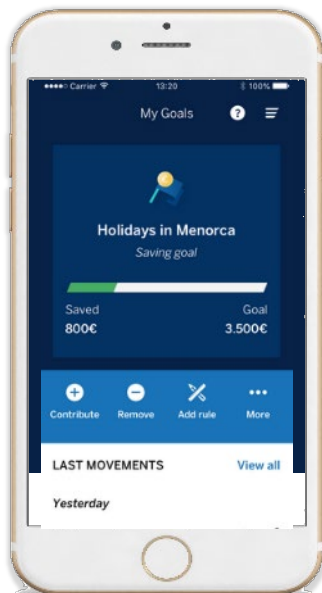 Carrier 13:20 100%
My Goals ?
Holidays in Menorca
Saving goal
Saved Goal
800€ 3.500€
Contribute Remove Add rule More
LAST MOVEMENTS View all
Yesterday